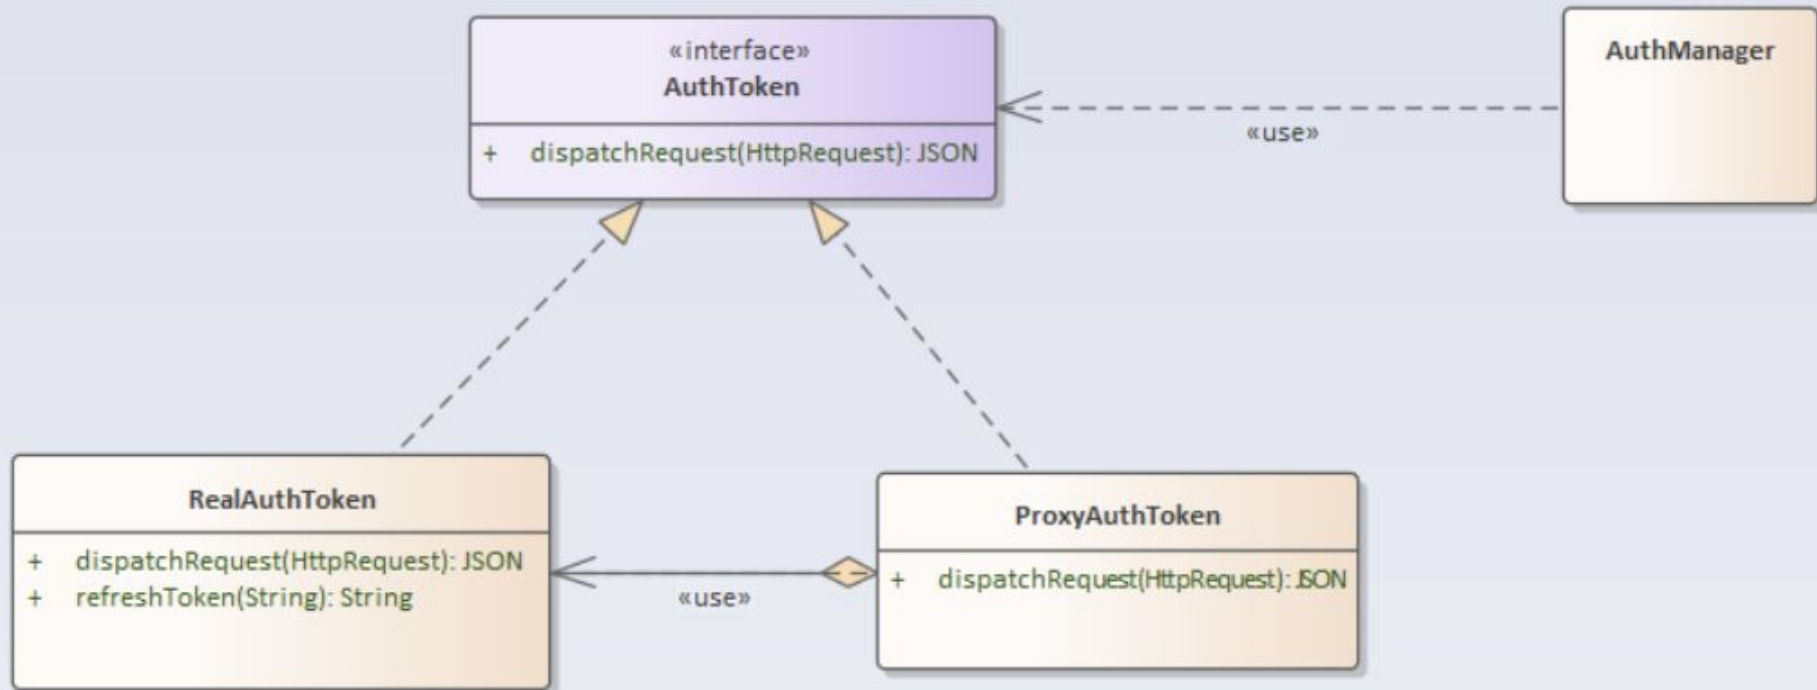 «interface»
AuthToken
+ dispatchRequest(HttpRequest): JSON
AuthManager
«use»
RealAuthToken
+ dispatchRequest(HttpRequest): JSON
+ refreshToken(String): String
«use»
ProxyAuthToken
+ dispatchRequest(HttpRequest): JSON